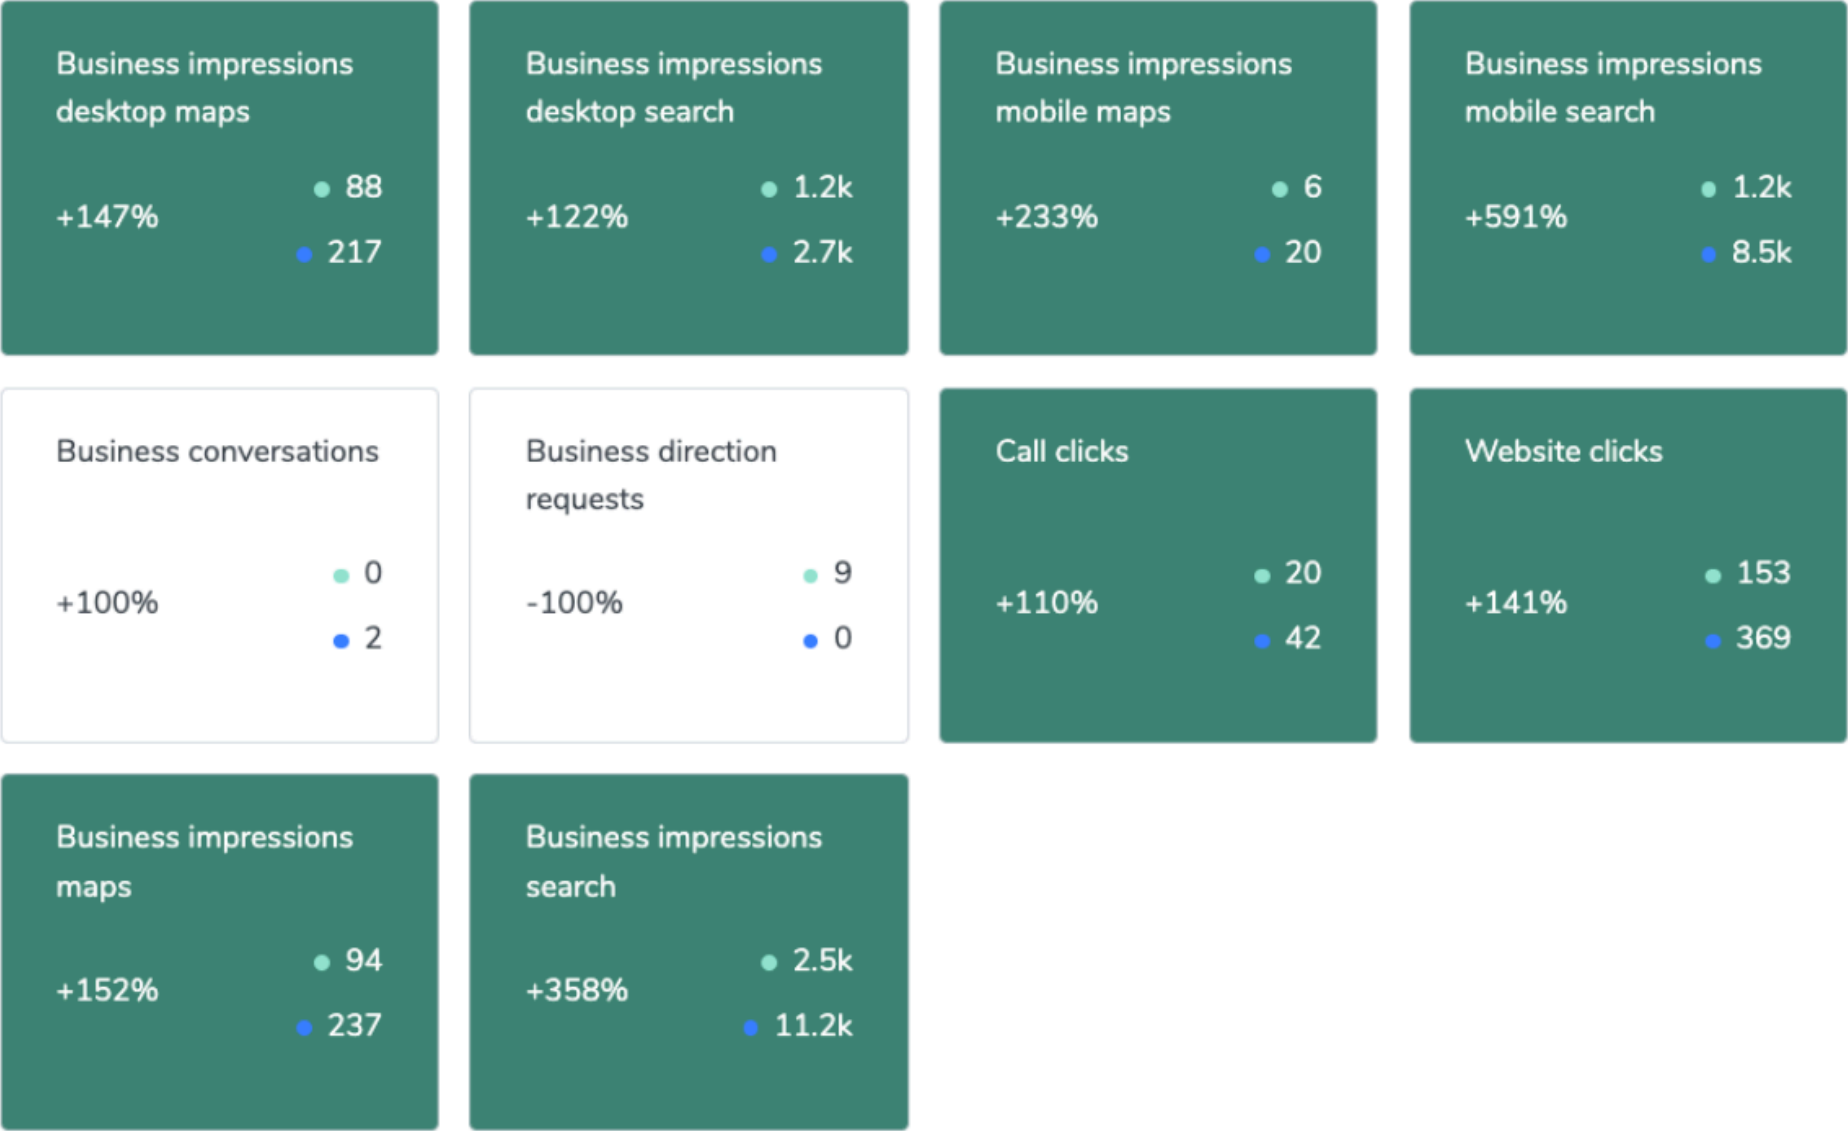 Business impressions
desktop maps
+147%
88
217
Business impressions
desktop search
+122%
1.2k
2.7k
Business impressions
mobile maps
+233%
6
20
Business impressions
mobile search
+591%
1.2k
8.5k
Business conversations
+100%
0
2
Business direction
requests
-100%
9
0
Call clicks
+110%
20
42
Website clicks
+141%
153
369
Business impressions
maps
+152%
94
237
Business impressions
search
+358%
2.5k
11.2k